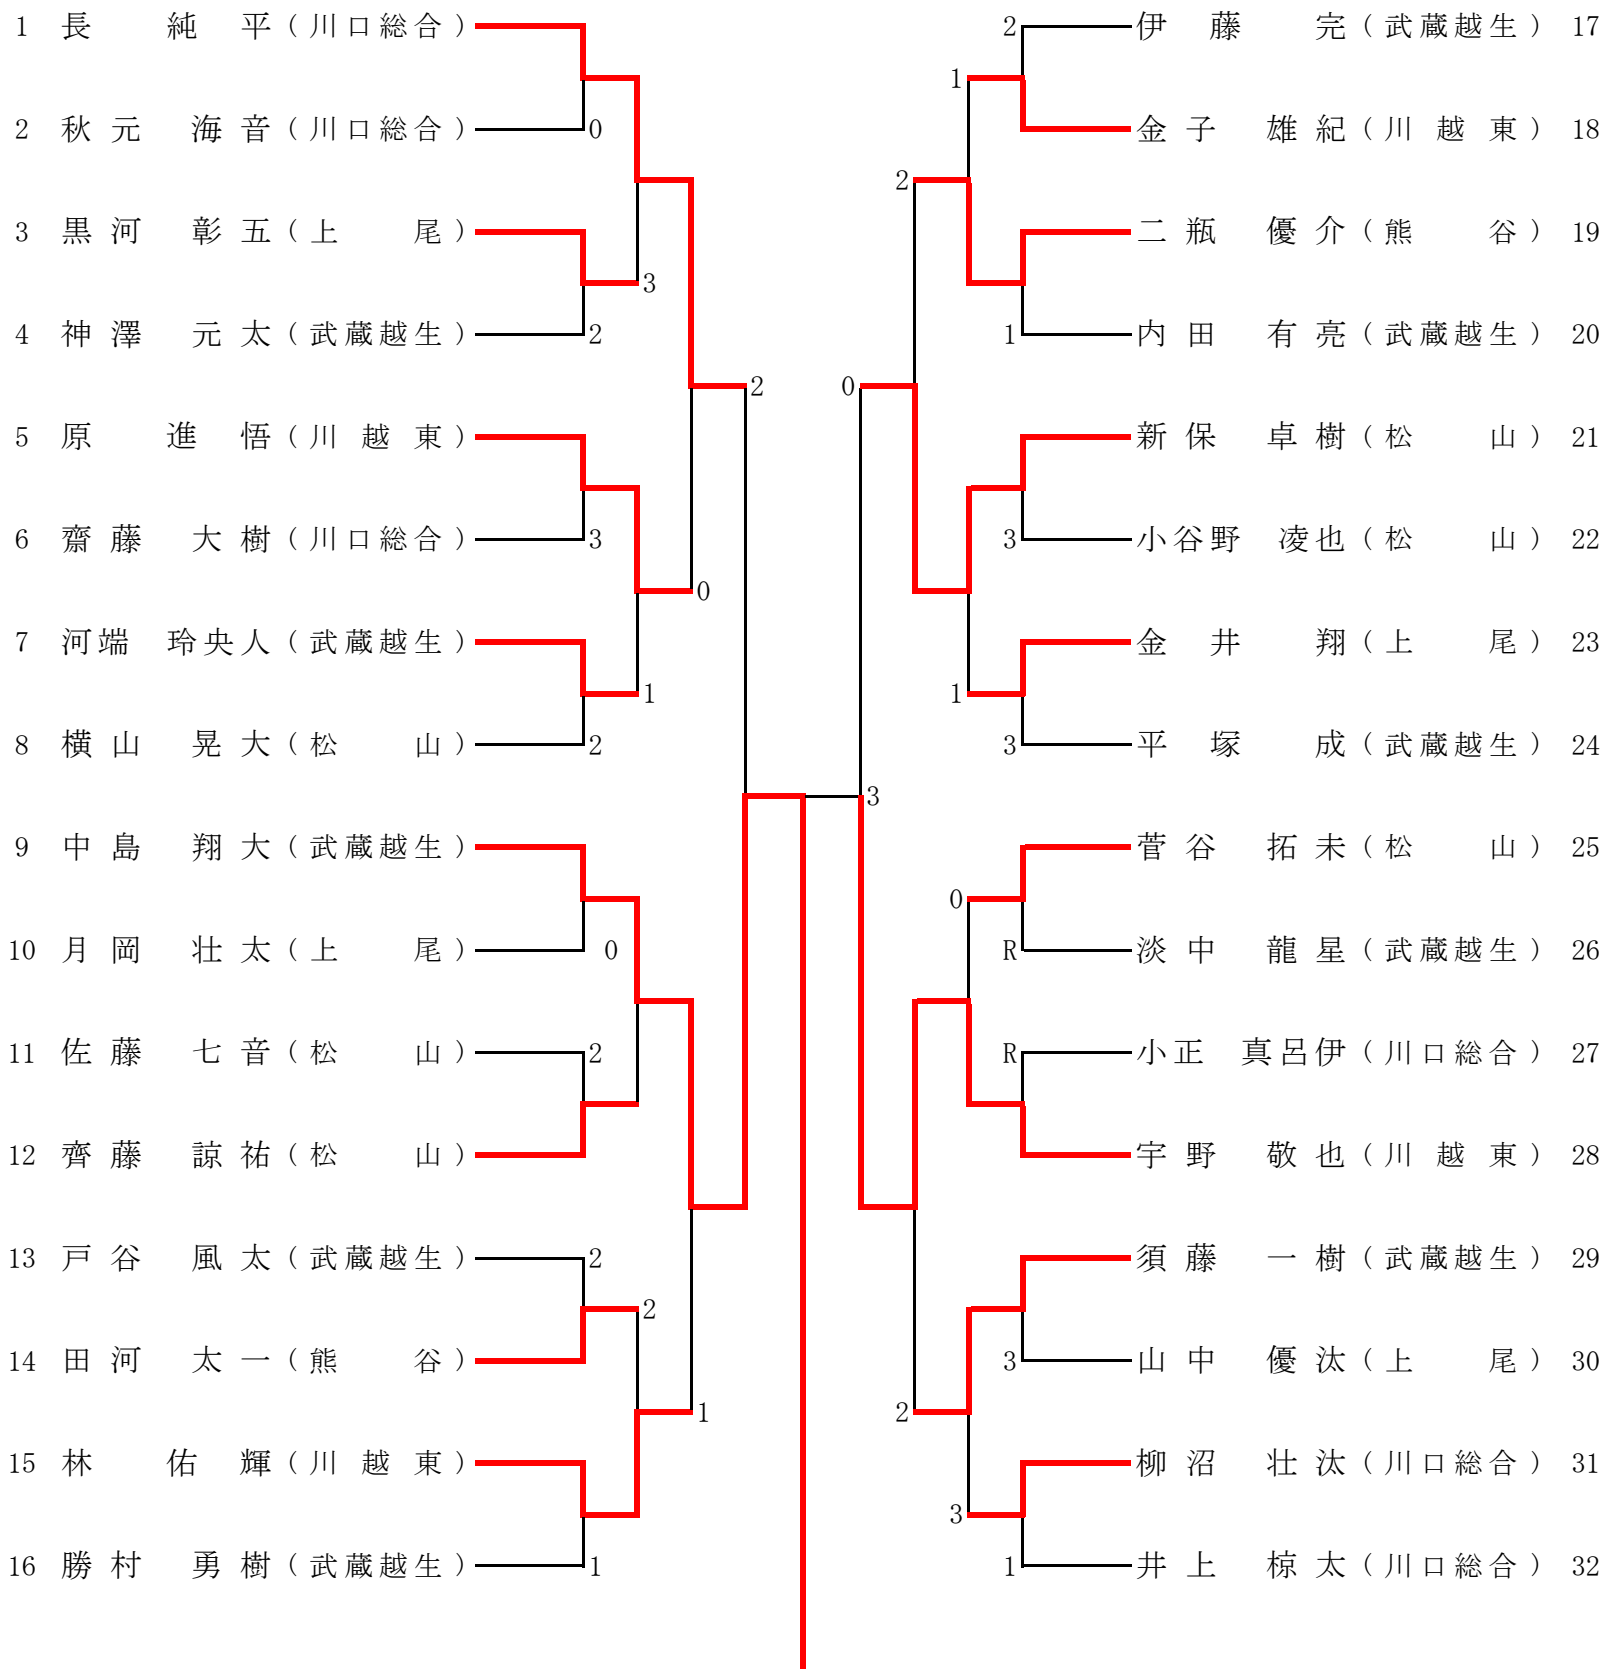 1 長 純 平 (川口総合) 2 伊 藤 完 (武蔵越生) 17
1
2 秋元 海音 (川口総合) 0 金子 雄紀 (川越東) 18
2
3 黒河 彰五 (上尾) 二瓶 優介 (熊谷) 19
3
4 神澤 元太 (武蔵越生) 2 1 内田 有亮 (武蔵越生) 20
2 0
5 原 進 悟 (川越東) 新保 卓樹 (松山) 21
6 齋藤 大樹 (川口総合) 3 3 小谷野 凌也 (松山) 22
0
7 河端 玲央人 (武蔵越生) 金 井 翔 (上尾) 23
1 1
8 横山 晃大 (松山) 2 3 平 塚 成 (武蔵越生) 24
3
9 中島 翔大 (武蔵越生) 菅谷 拓未 (松山) 25
0
10 月岡 壮太 (上尾) 0 R 淡中 龍星 (武蔵越生) 26
11 佐藤 七音 (松山) 2 R 小正 真呂伊 (川口総合) 27
12 齊藤 諒祐 (松山) 宇野 敬也 (川越東) 28
13 戸谷 風太 (武蔵越生) 2 須藤 一樹 (武蔵越生) 29
2
14 田河 太一 (熊谷) 3 山中 優汰 (上尾) 30
1 2
15 林 佑 輝 (川越東) 柳沼 壮汰 (川口総合) 31
3
16 勝村 勇樹 (武蔵越生) 1 1 井上 椋太 (川口総合) 32